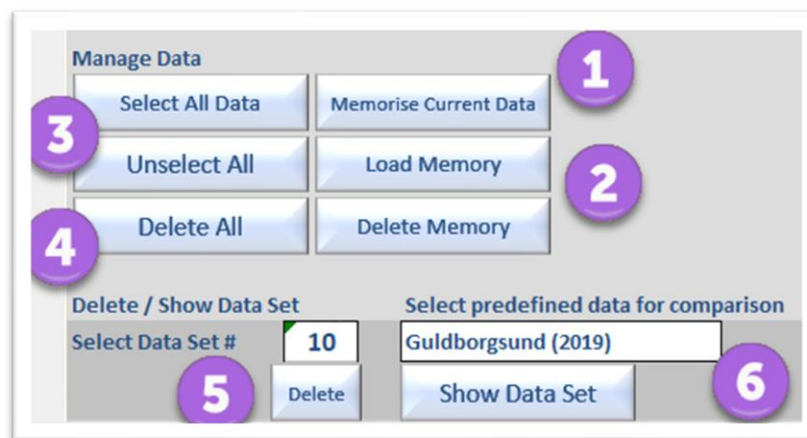 Manage Data
1
Select All Data
Memorise Current Data
3
Unselect All
Load Memory
2
4
Delete All
Delete Memory
Delete / Show Data Set
Select predefined data for comparison
Select Data Set #
10
Guldborgsund (2019)
5
Delete
Show Data Set
6